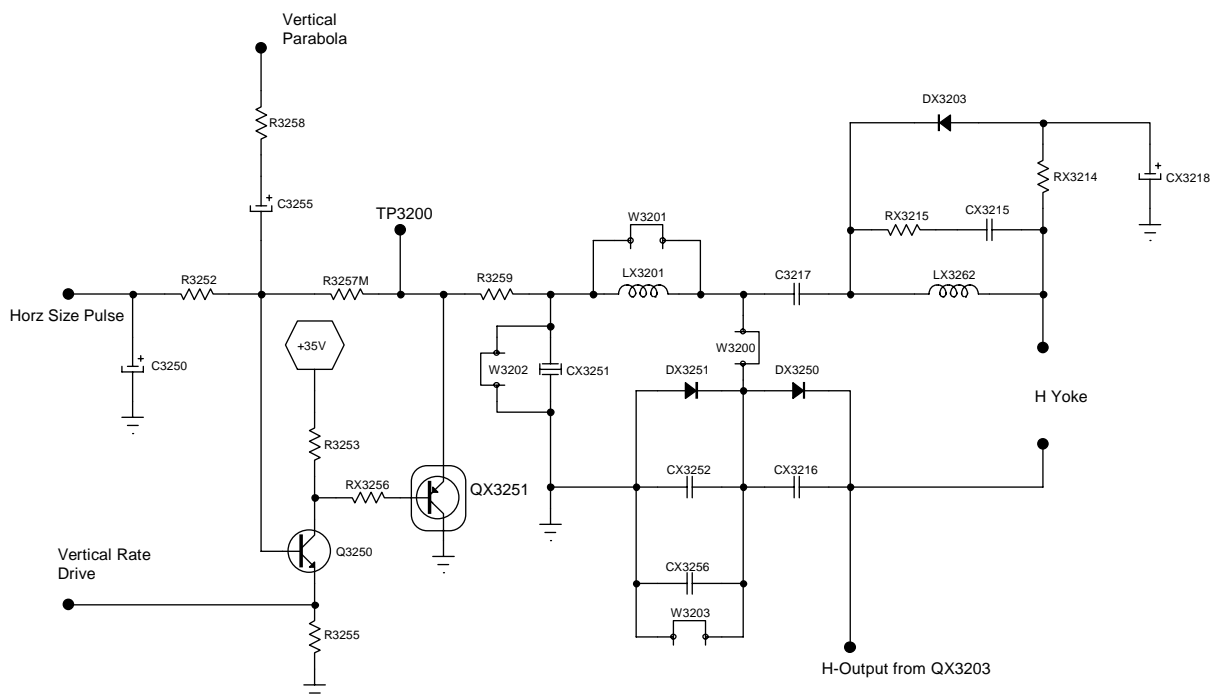 Vertical
Parabola
R3258
C3255
+
TP3200
R3252
R3257M
R3259
Horz Size Pulse
+
C3250
+35V
R3253
RX3256
QX3251
Q3250
Vertical Rate
Drive
R3255
W3201
LX3201
W3202
CX3251
W3200
C3217
DX3203
RX3214
+
CX3218
RX3215
CX3215
LX3262
DX3251
DX3250
H Yoke
CX3252
CX3216
CX3256
W3203
H-Output from QX3203